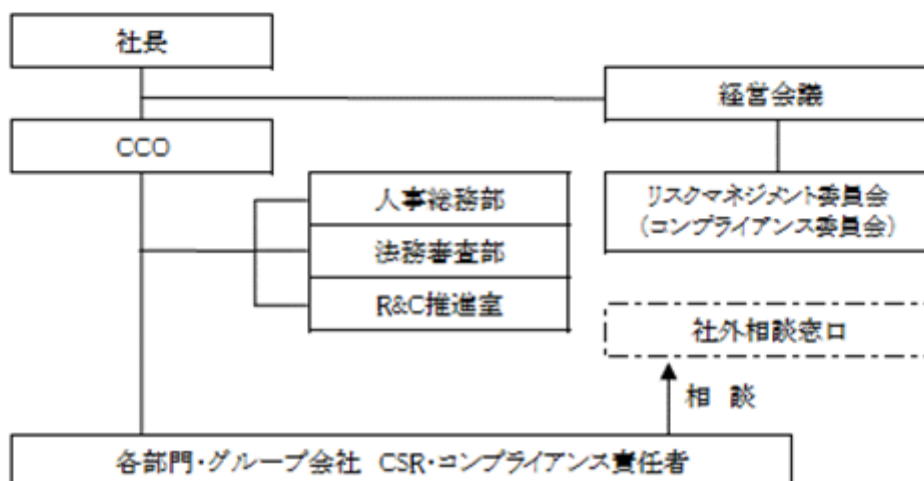 社長
経営会議
CCO
人事総務部
リスクマネジメント委員会
（コンプライアンス委員会）
法務審査部
R&C推進室
社外相談窓口
相 談
各部門・グループ会社 CSR・コンプライアンス責任者